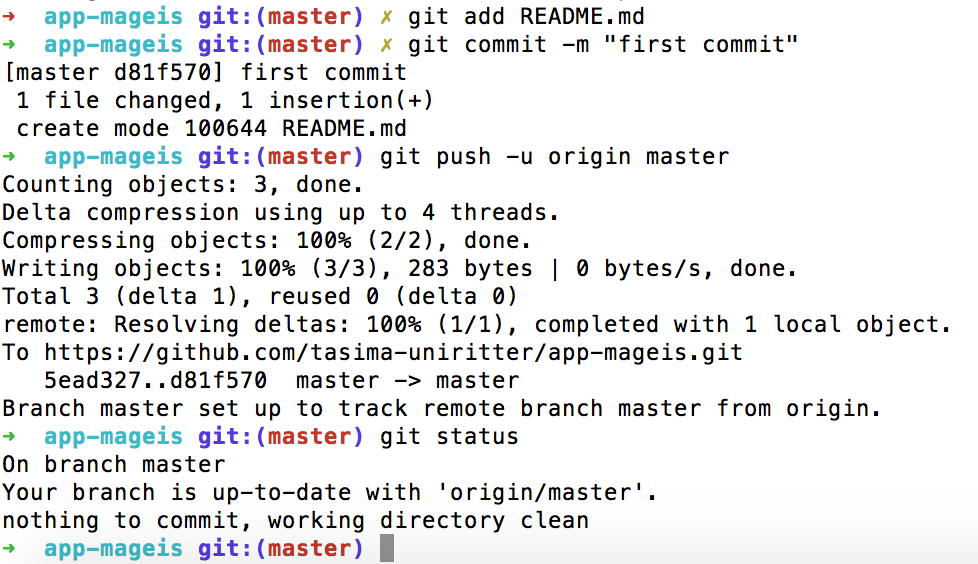 ➜  app-mageis git:(master) ✗ git add README.md
➜  app-mageis git:(master) ✗ git commit -m "first commit"
[master d81f570] first commit
 1 file changed, 1 insertion(+)
 create mode 100644 README.md
➜  app-mageis git:(master) git push -u origin master
Counting objects: 3, done.
Delta compression using up to 4 threads.
Compressing objects: 100% (2/2), done.
Writing objects: 100% (3/3), 283 bytes | 0 bytes/s, done.
Total 3 (delta 1), reused 0 (delta 0)
remote: Resolving deltas: 100% (1/1), completed with 1 local object.
To https://github.com/tasima-uniritter/app-mageis.git
   5ead327..d81f570  master -> master
Branch master set up to track remote branch master from origin.
➜  app-mageis git:(master) git status
On branch master
Your branch is up-to-date with 'origin/master'.
nothing to commit, working directory clean
➜  app-mageis git:(master)